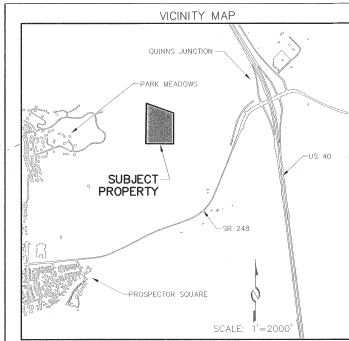 VICINITY MAP
QUINNS JUNCTION
PARK MEADOWS
SUBJECT
PROPERTY
US 40
SR 248
PROSPECTOR SQUARE
SCALE: 1"=2000'